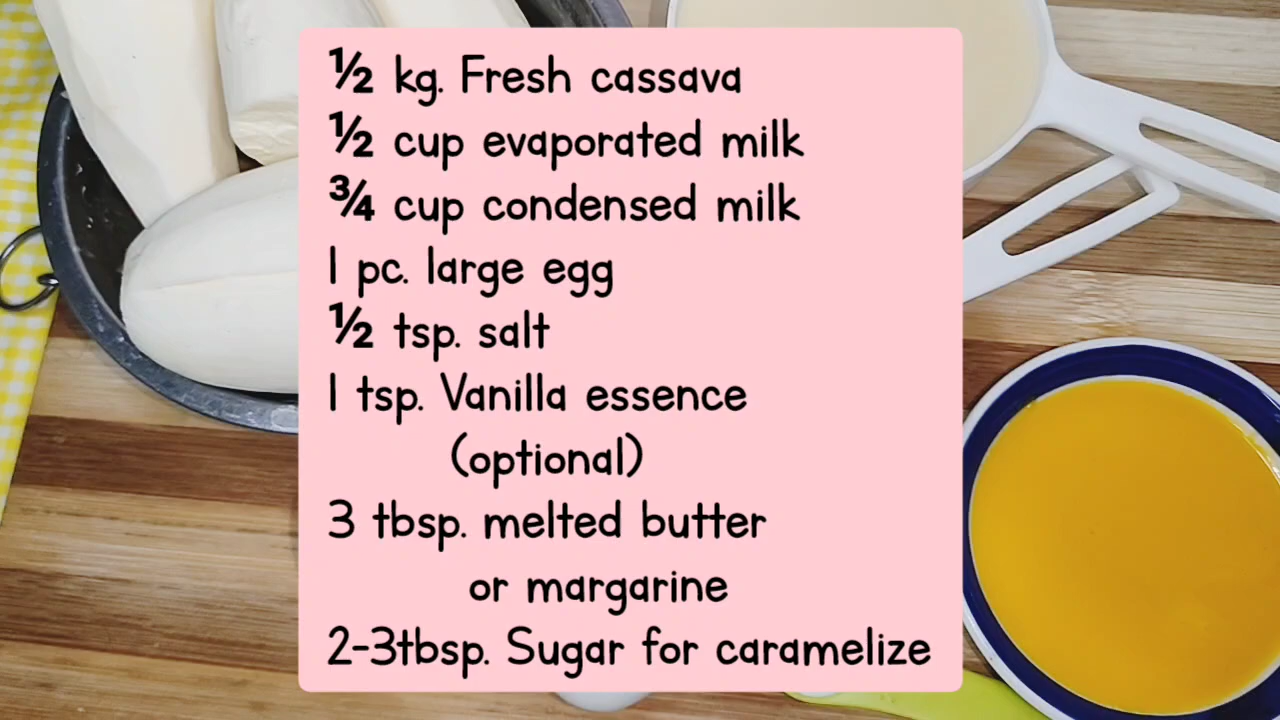 ½ kg. Fresh cassava
½ cup evaporated milk
¾ cup condensed milk
1 pc. large egg
½ tsp. salt
1 tsp. Vanilla essence
(optional)
3 tbsp. melted butter
or margarine
2-3tbsp. Sugar for caramelize